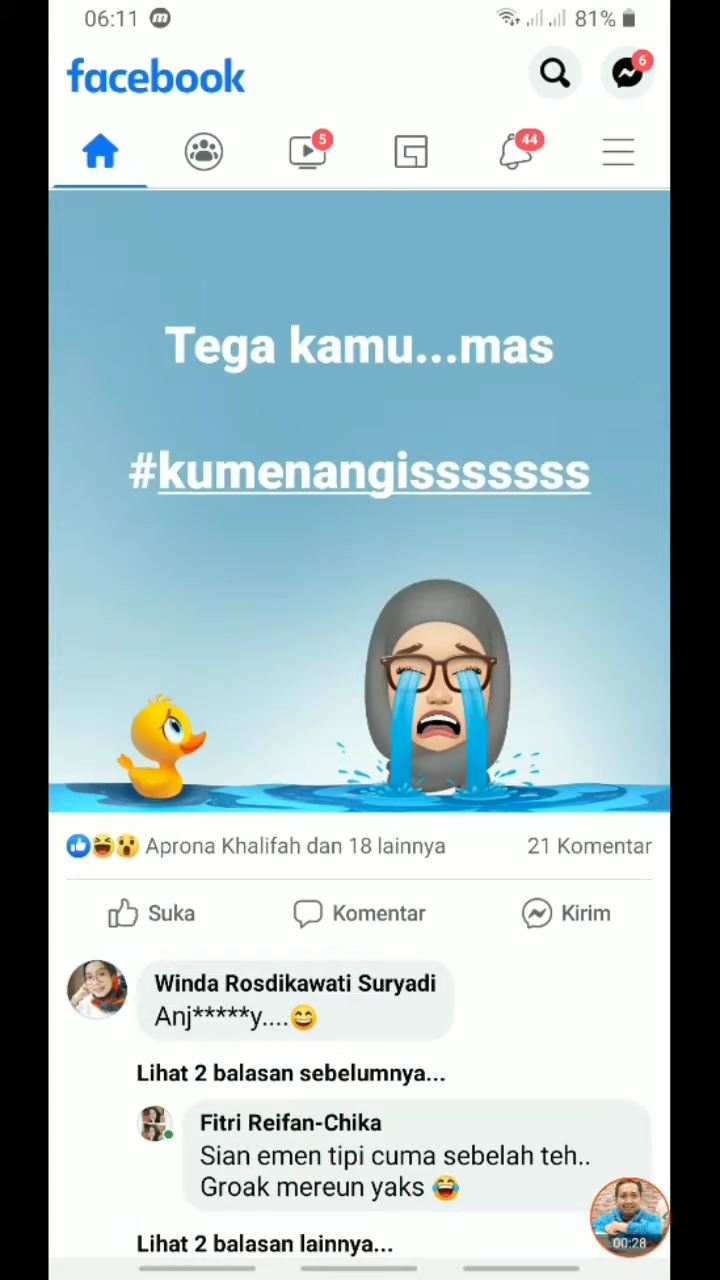 06:11
81%
facebook
6
5
44
Tega kamu...mas
#kumenangisssssss
Aprona Khalifah dan 18 lainnya
21 Komentar
Suka
Komentar
Kirim
Winda Rosdikawati Suryadi
Anj*****y....
Lihat 2 balasan sebelumnya...
Fitri Reifan-Chika
Sian emen tipi cuma sebelah teh..
Groak mereun yaks
00:28
Lihat 2 balasan lainnya...